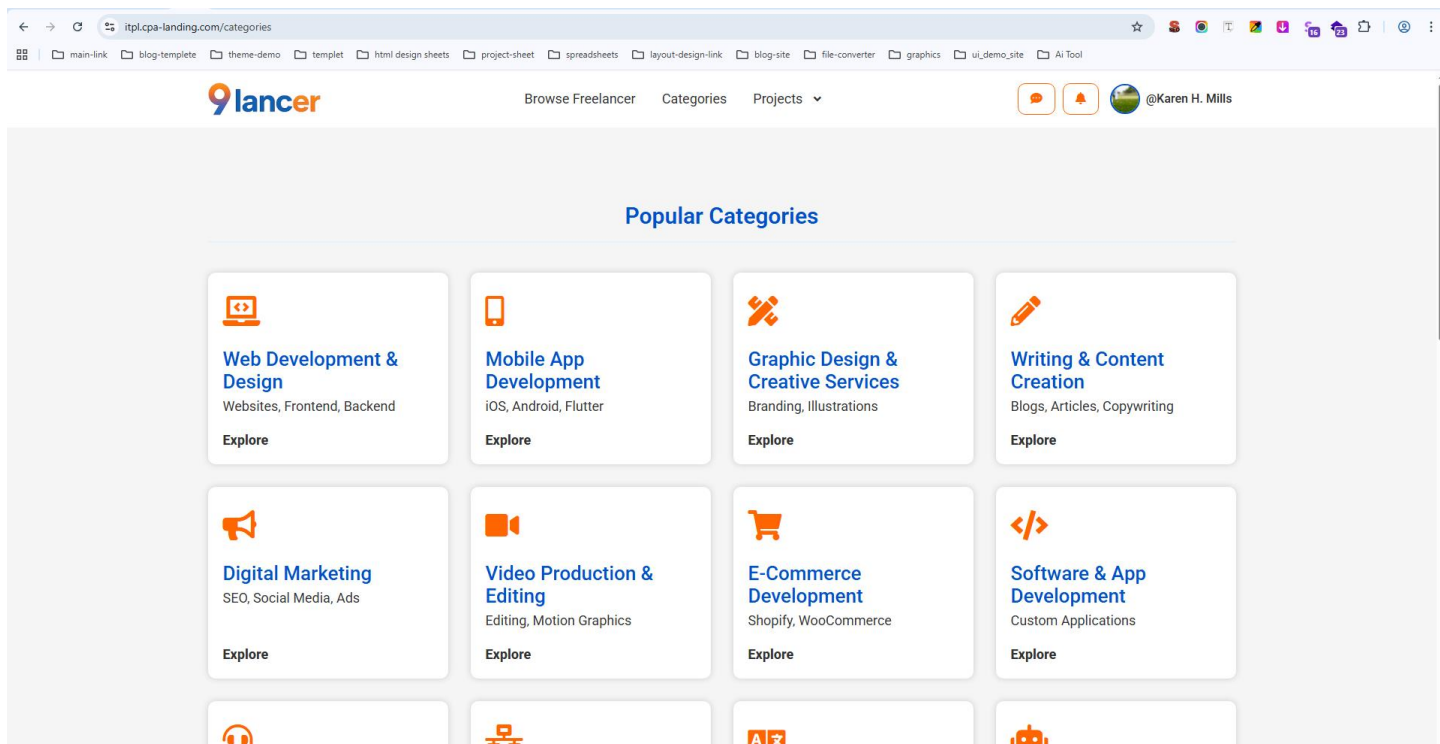 itpl.cpa-landing.com/categories
16
23
main-link
blog-templete
theme-demo
templet
html design sheets
project-sheet
spreadsheets
layout-design-link
blog-site
file-converter
graphics
ui_demo_site
Ai Tool
9lancer
Browse Freelancer
Categories
Projects
@Karen H. Mills
Popular Categories
Web Development &
Design
Websites, Frontend, Backend
Explore
Mobile App
Development
iOS, Android, Flutter
Explore
Graphic Design &
Creative Services
Branding, Illustrations
Explore
Writing & Content
Creation
Blogs, Articles, Copywriting
Explore
Digital Marketing
SEO, Social Media, Ads
Explore
Video Production &
Editing
Editing, Motion Graphics
Explore
E-Commerce
Development
Shopify, WooCommerce
Explore
Software & App
Development
Custom Applications
Explore